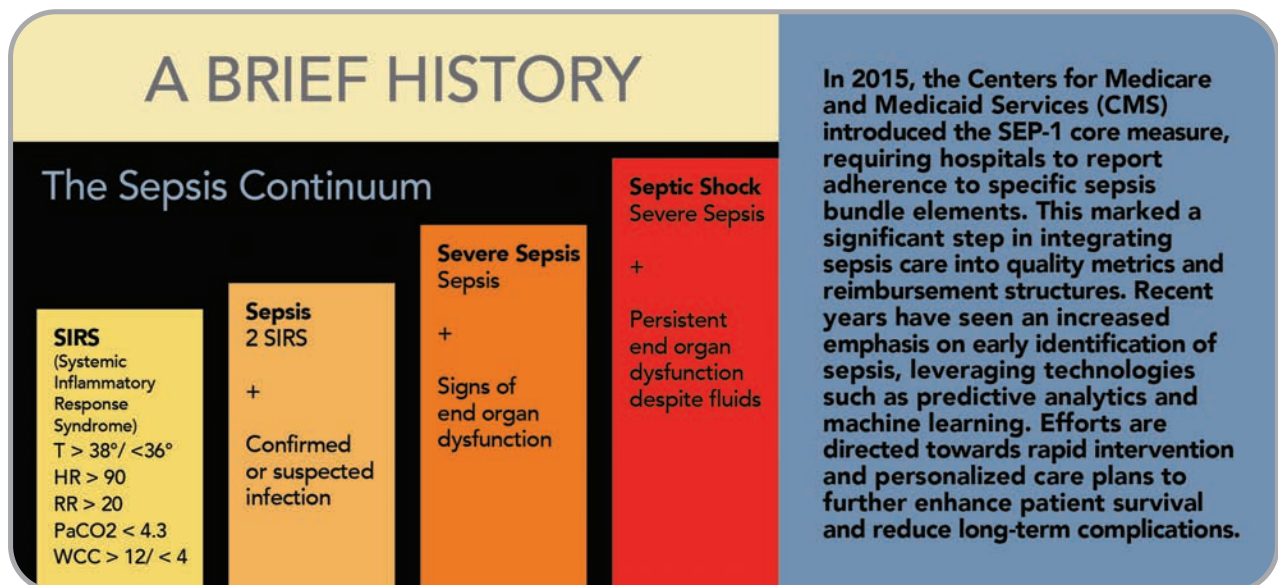 A BRIEF HISTORY
The Sepsis Continuum
SIRS
(Systemic
Inflammatory
Response
Syndrome)
T > 38°/ <36°
HR > 90
RR > 20
PaCO2 < 4.3
WCC > 12/ < 4
Sepsis
2 SIRS
+
Confirmed
or suspected
infection
Severe Sepsis
Sepsis
+
Signs of
end organ
dysfunction
Septic Shock
Severe Sepsis
+
Persistent
end organ
dysfunction
despite fluids
In 2015, the Centers for Medicare
and Medicaid Services (CMS)
introduced the SEP-1 core measure,
requiring hospitals to report
adherence to specific sepsis
bundle elements. This marked a
significant step in integrating
sepsis care into quality metrics and
reimbursement structures. Recent
years have seen an increased
emphasis on early identification of
sepsis, leveraging technologies
such as predictive analytics and
machine learning. Efforts are
directed towards rapid intervention
and personalized care plans to
further enhance patient survival
and reduce long-term complications.